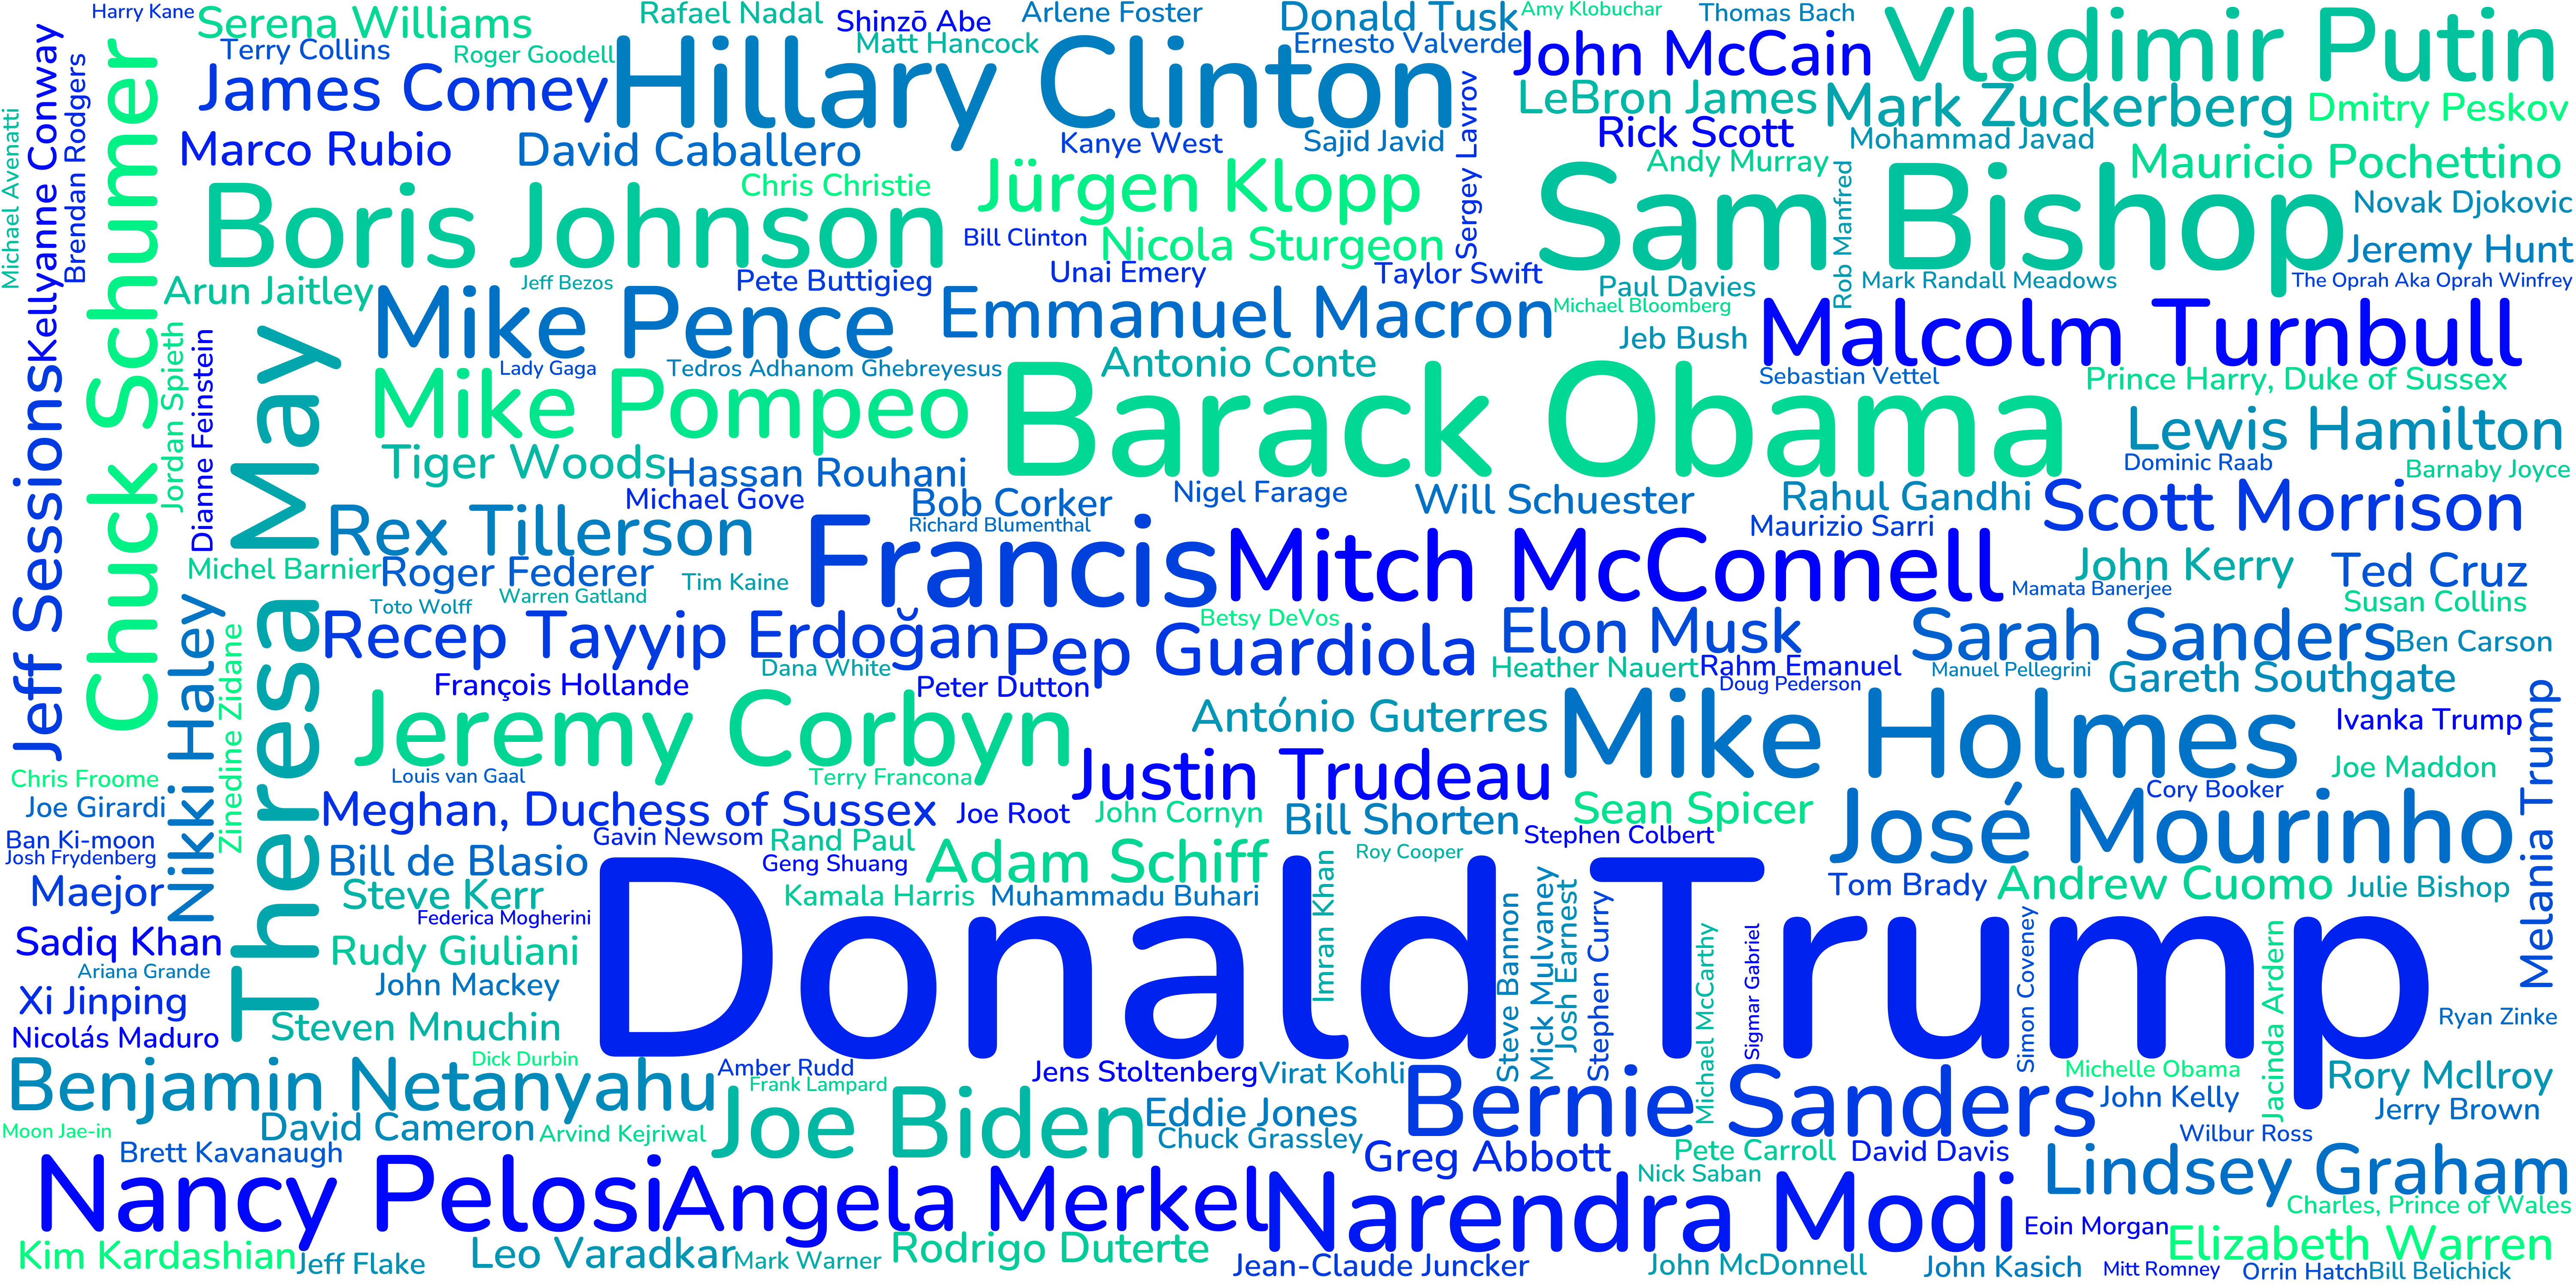 Harry Kane
Serena Williams
Rafael Nadal
Shinzō Abe
Arlene Foster
Donald Tusk
Amy Klobuchar
Thomas Bach
Vladimir Putin
Terry Collins
Roger Goodell
Matt Hancock
Ernesto Valverde
John McCain
James Comey
Hillary Clinton
LeBron James
Mark Zuckerberg
Dmitry Peskov
Michael Avenatti
Kellyanne Conway
Brendan Rodgers
Chuck Schumer
Marco Rubio
David Caballero
Kanye West
Sajid Javid
Sergey Lavrov
Rick Scott
Mohammad Javad
Andy Murray
Mauricio Pochettino
Boris Johnson
Chris Christie
Jürgen Klopp
Sam Bishop
Rob Manfred
Novak Djokovic
Bill Clinton
Nicola Sturgeon
Jeremy Hunt
Arun Jaitley
Jeff Bezos
Pete Buttigieg
Unai Emery
Taylor Swift
Paul Davies
Mark Randall Meadows
The Oprah Aka Oprah Winfrey
Mike Pence
Emmanuel Macron
Michael Bloomberg
Jeb Bush
Malcolm Turnbull
Jeff Sessions
Jordan Spieth
Dianne Feinstein
Theresa May
Lady Gaga
Tedros Adhanom Ghebreyesus
Antonio Conte
Sebastian Vettel
Prince Harry, Duke of Sussex
Mike Pompeo
Barack Obama
Lewis Hamilton
Tiger Woods
Hassan Rouhani
Dominic Raab
Barnaby Joyce
Michael Gove
Bob Corker
Nigel Farage
Will Schuester
Rahul Gandhi
Scott Morrison
Rex Tillerson
Richard Blumenthal
Maurizio Sarri
Francis
Mitch McConnell
Michel Barnier
Roger Federer
Tim Kaine
John Kerry
Ted Cruz
Toto Wolff
Warren Gatland
Mamata Banerjee
Susan Collins
Nikki Haley
Zinedine Zidane
Recep Tayyip Erdoğan
Betsy DeVos
Pep Guardiola
Elon Musk
Sarah Sanders
Ben Carson
Dana White
Heather Nauert
Rahm Emanuel
Manuel Pellegrini
Gareth Southgate
François Hollande
Peter Dutton
Doug Pederson
Jeremy Corbyn
António Guterres
Mike Holmes
Ivanka Trump
Melania Trump
Chris Froome
Louis van Gaal
Terry Francona
Justin Trudeau
Joe Maddon
Joe Girardi
Meghan, Duchess of Sussex
Joe Root
John Cornyn
Bill Shorten
Sean Spicer
Cory Booker
José Mourinho
Ban Ki-moon
Gavin Newsom
Rand Paul
Stephen Colbert
Josh Frydenberg
Bill de Blasio
Geng Shuang
Adam Schiff
Roy Cooper
Maejor
Steve Kerr
Kamala Harris
Muhammadu Buhari
Tom Brady
Andrew Cuomo
Julie Bishop
Federica Mogherini
Donald Trump
Imran Khan
Steve Bannon
Mick Mulvaney
Josh Earnest
Stephen Curry
Michael McCarthy
Sigmar Gabriel
Simon Coveney
Jacinda Ardern
Sadiq Khan
Rudy Giuliani
Ariana Grande
John Mackey
Xi Jinping
Steven Mnuchin
Ryan Zinke
Nicolás Maduro
Dick Durbin
Benjamin Netanyahu
Amber Rudd
Jens Stoltenberg
Virat Kohli
Michelle Obama
Rory McIlroy
Frank Lampard
Joe Biden
Bernie Sanders
John Kelly
Jerry Brown
Moon Jae-in
David Cameron
Arvind Kejriwal
Eddie Jones
Chuck Grassley
Wilbur Ross
Brett Kavanaugh
Greg Abbott
Pete Carroll
David Davis
Nick Saban
Lindsey Graham
Nancy Pelosi
Angela Merkel
Narendra Modi
Charles, Prince of Wales
Eoin Morgan
Kim Kardashian
Jeff Flake
Leo Varadkar
Mark Warner
Rodrigo Duterte
Jean-Claude Juncker
John McDonnell
John Kasich
Elizabeth Warren
Mitt Romney
Orrin Hatch
Bill Belichick